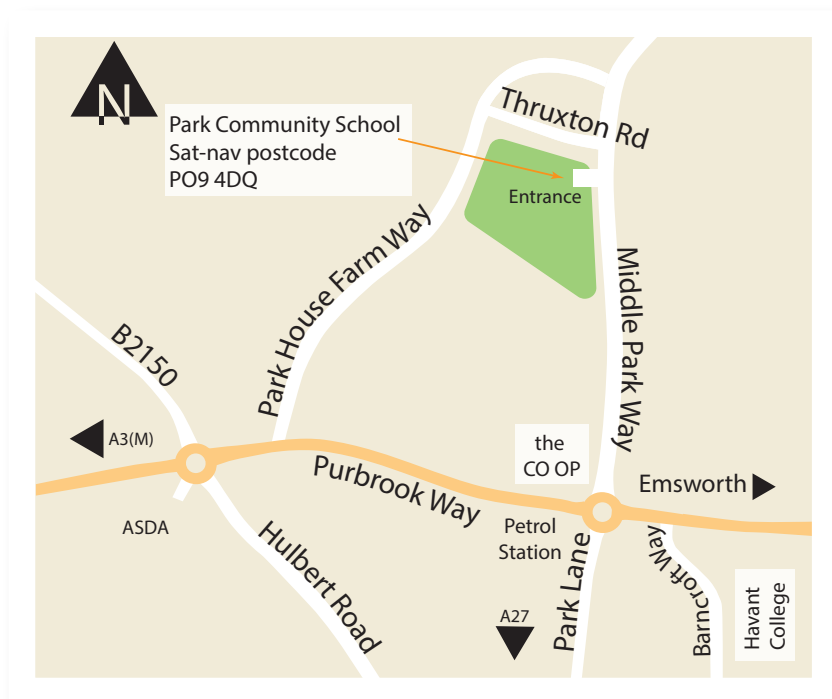 N
Park Community School
Sat-nav postcode
PO9 4DQ
Thruxton Rd
Entrance
Park House Farm Way
Middle Park Way
B2150
A3(M)
the
CO OP
Purbrook Way
Emsworth
ASDA
Petrol
Station
Hulbert Road
Park Lane
Barncroft Way
A27
Havant
College